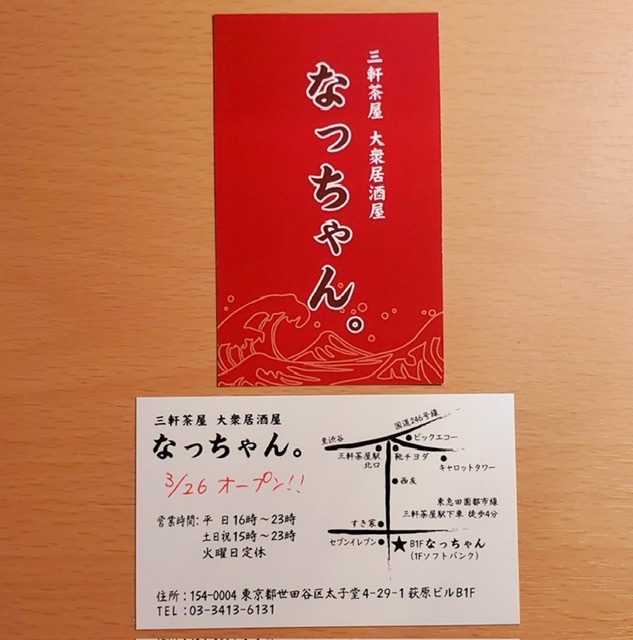 三軒茶屋 大衆居酒屋
なっちゃん。
三軒茶屋 大衆居酒屋
なっちゃん。
3/26 オープン!!
営業時間: 平 日16時～23時
土日祝15時～23時
火曜日定休
国道246号線
至渋谷
ビックエコー
三軒茶屋駅
北口
靴チヨダ
キャロットタワー
西友
東急田園都市線
三軒茶屋駅下車 徒歩4分
すき家
セブンイレブン
★B1F なっちゃん
(1Fソフトバンク)
住所:154-0004 東京都世田谷区太子堂4-29-1 萩原ビルB1F
TEL:03-3413-6131